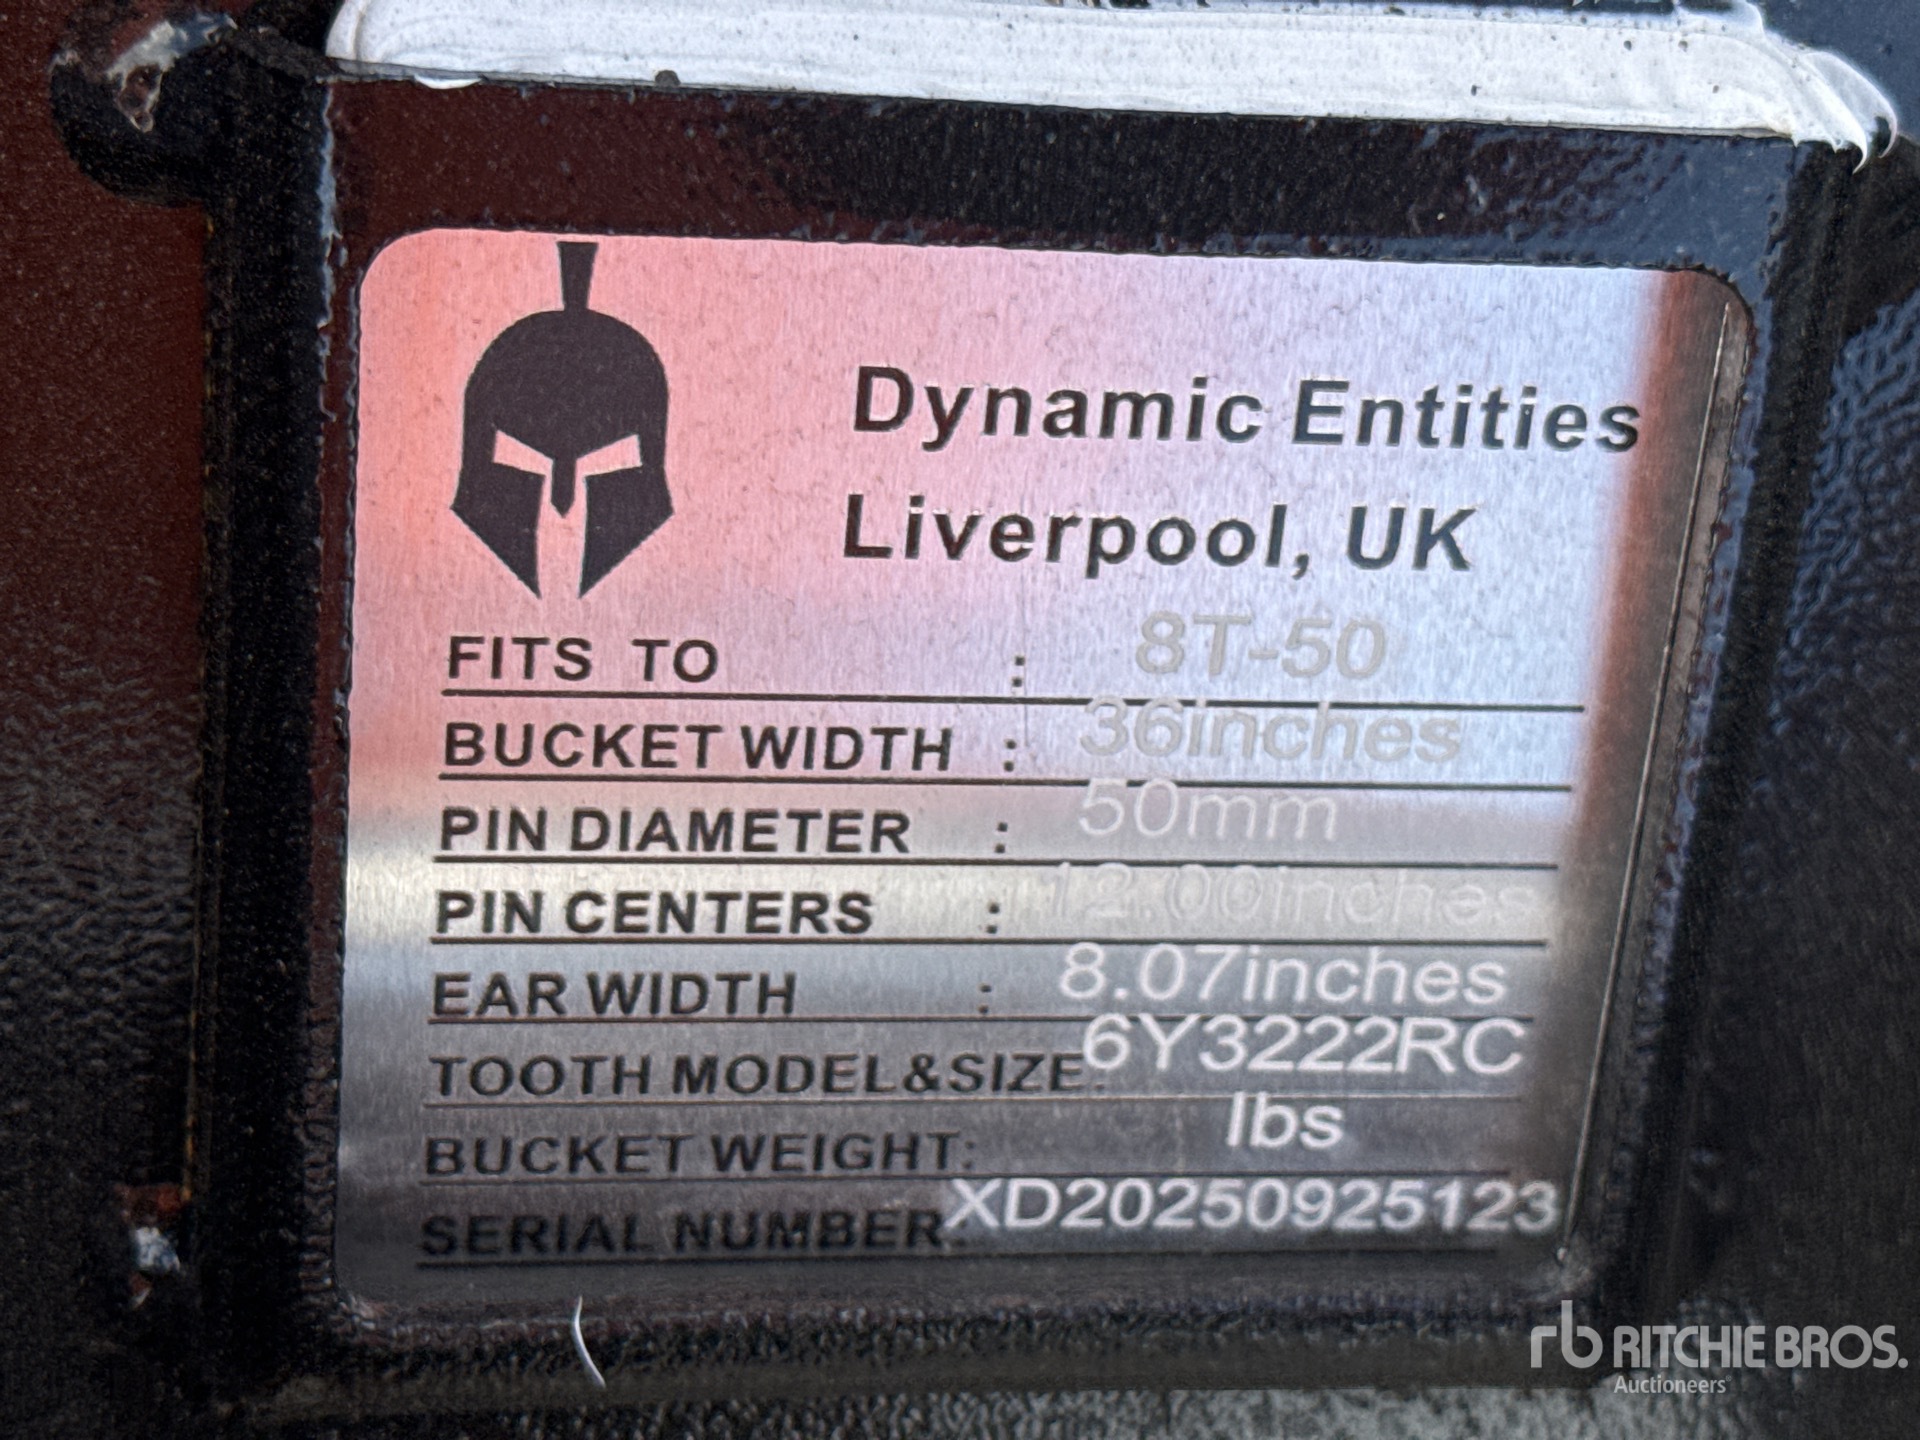 Dynamic Entities
Liverpool, UK
FITS TO : 8T-50
BUCKET WIDTH : 36inches
PIN DIAMETER : 50mm
PIN CENTERS : 12.00inches
EAR WIDTH : 8.07inches
TOOTH MODEL&SIZE: 6Y3222RC
BUCKET WEIGHT: lbs
SERIAL NUMBER: XD20250925123
rb RITCHIE BROS.
Auctioneers